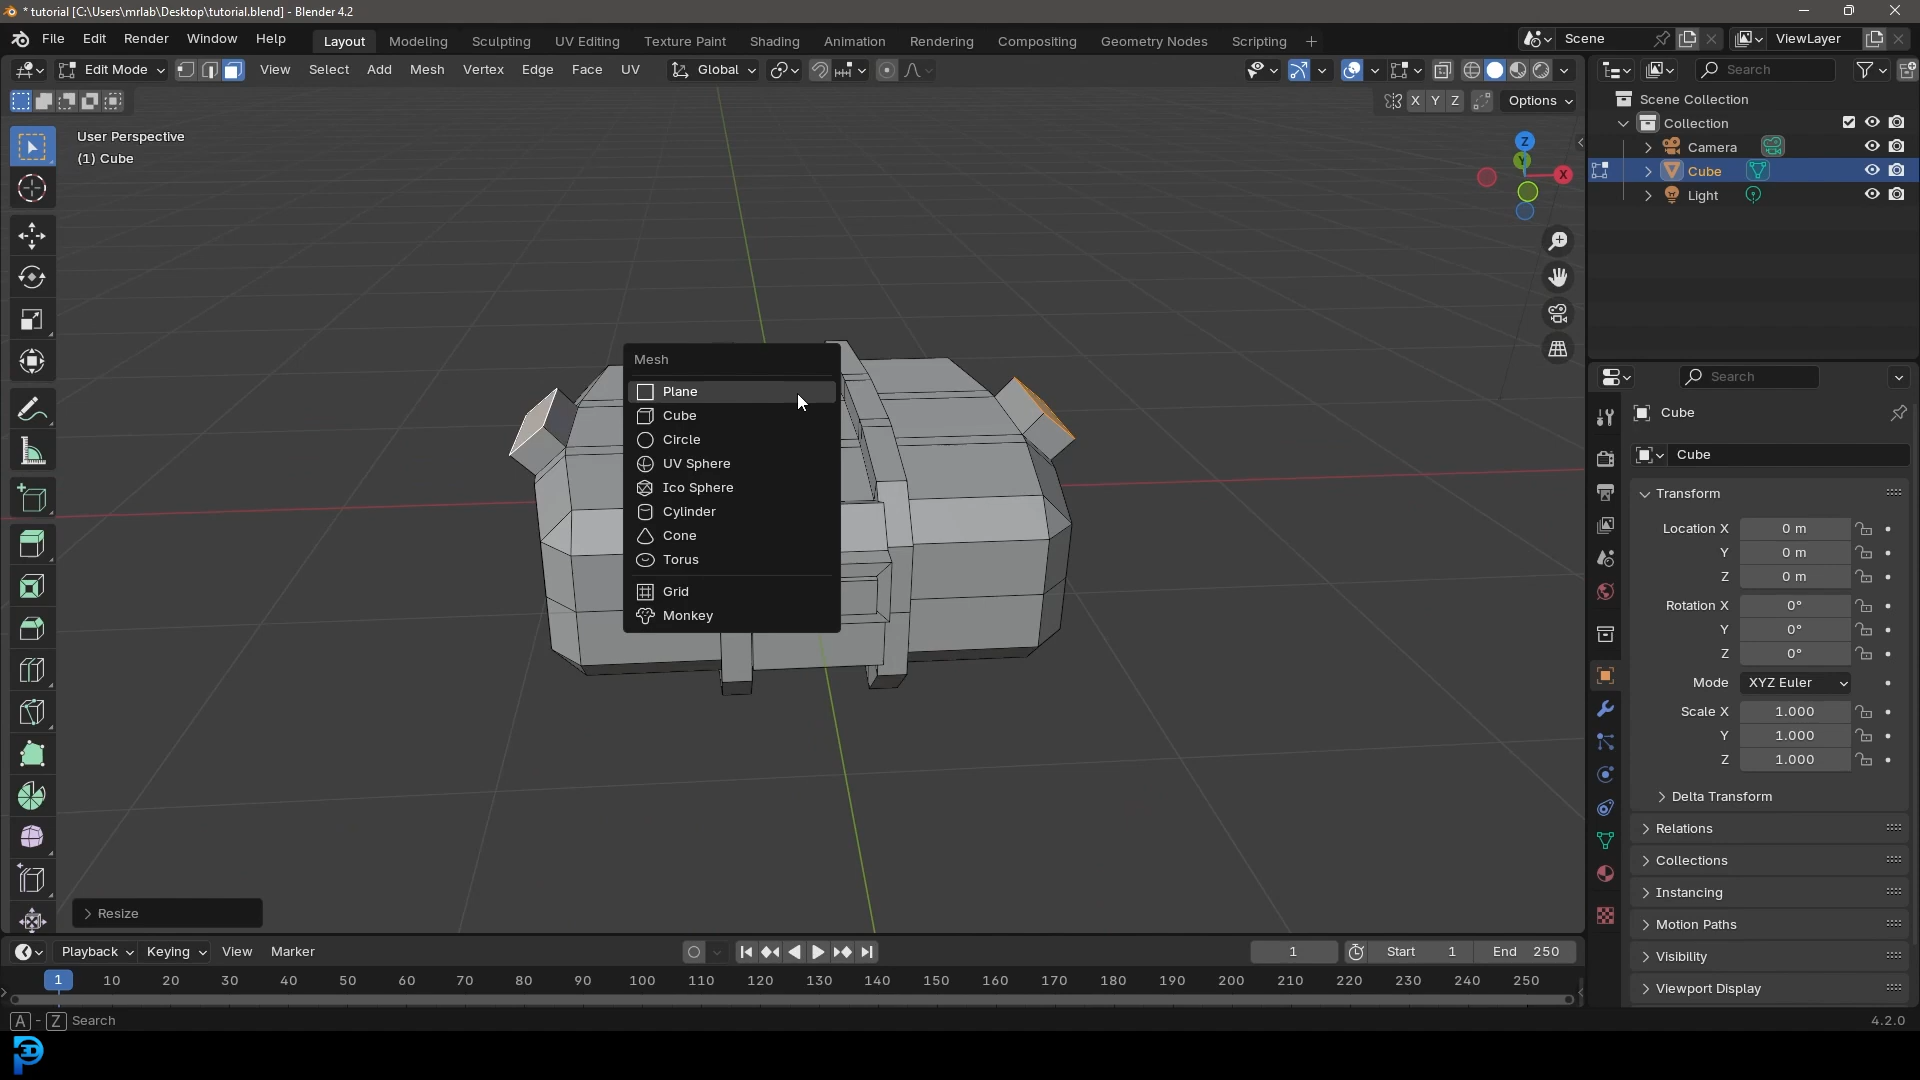 * tutorial [C:\Users\mrlab\Desktop\tutorial.blend] - Blender 4.2
File Edit Render Window Help Layout Modeling Sculpting UV Editing Texture Paint Shading Animation Rendering Compositing Geometry Nodes Scripting + Scene ViewLayer
Edit Mode View Select Add Mesh Vertex Edge Face UV Global
X Y Z Options
User Perspective
(1) Cube
Z
Y
X
Mesh
Plane
Cube
Circle
UV Sphere
Ico Sphere
Cylinder
Cone
Torus
Grid
Monkey
Resize
Search
Scene Collection
Collection
Camera
Cube
Light
Search
Cube
Cube
Transform
Location X 0 m
Y 0 m
Z 0 m
Rotation X 0°
Y 0°
Z 0°
Mode XYZ Euler
Scale X 1.000
Y 1.000
Z 1.000
Delta Transform
Relations
Collections
Instancing
Motion Paths
Visibility
Viewport Display
Playback Keying View Marker 1 Start 1 End 250
1 10 20 30 40 50 60 70 80 90 100 110 120 130 140 150 160 170 180 190 200 210 220 230 240 250
A - Z Search 4.2.0
P3D